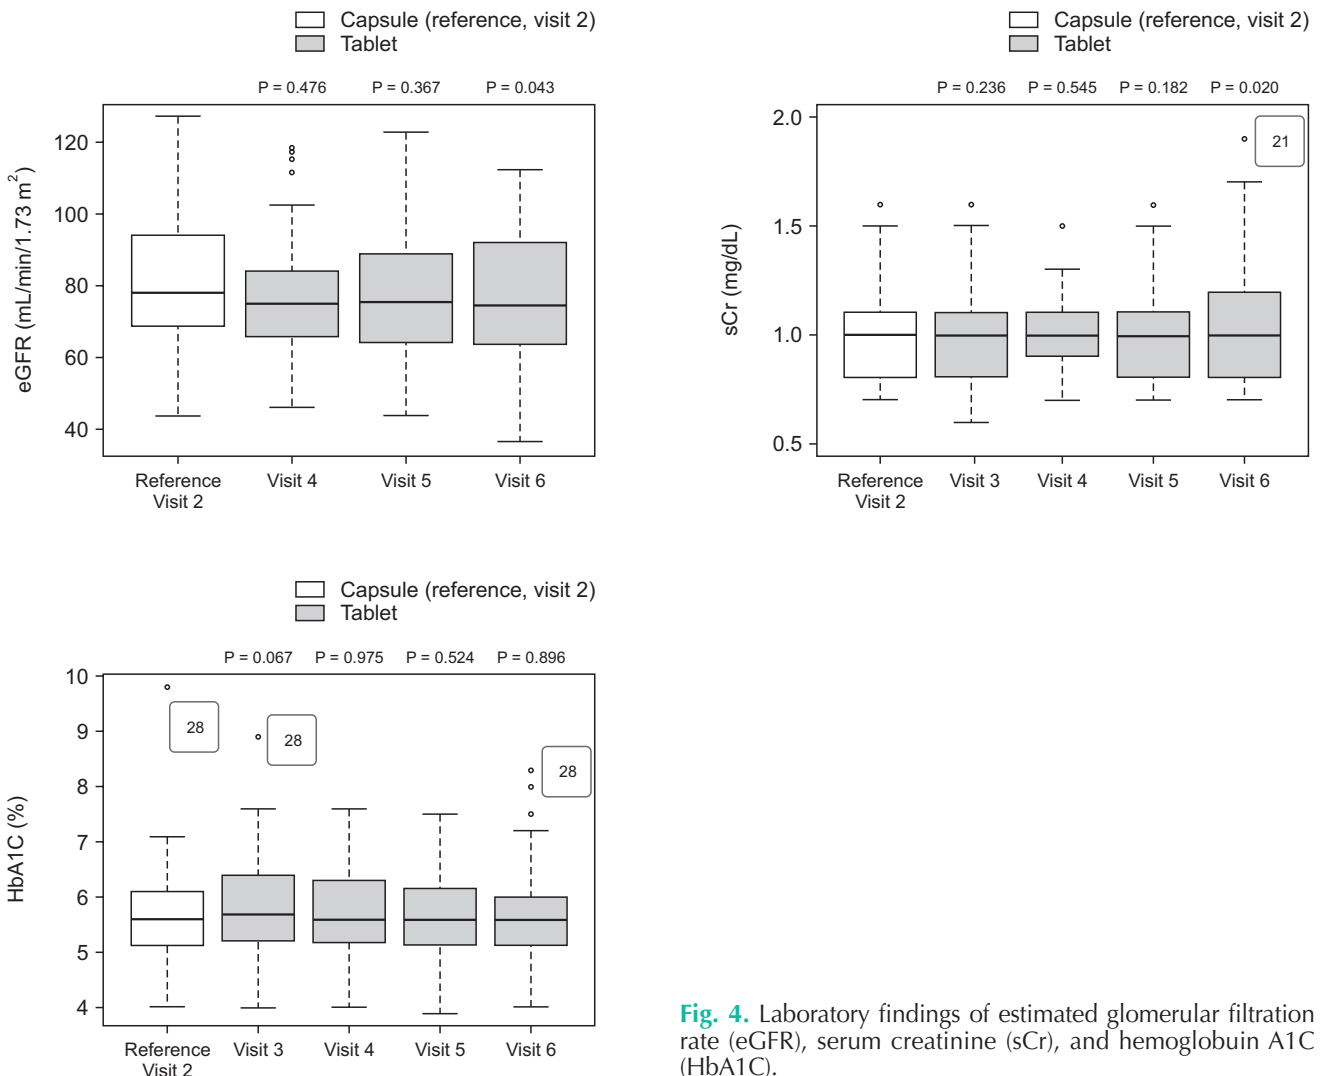 Capsule (reference, visit 2)
Tablet
P = 0.476 P = 0.367 P = 0.043
eGFR (mL/min/1.73 m²)
120
100
80
60
40
Reference Visit 4 Visit 5 Visit 6
Visit 2
Capsule (reference, visit 2)
Tablet
P = 0.236 P = 0.545 P = 0.182 P = 0.020
sCr (mg/dL)
2.0
1.5
1.0
0.5
21
Reference Visit 3 Visit 4 Visit 5 Visit 6
Visit 2
Capsule (reference, visit 2)
Tablet
P = 0.067 P = 0.975 P = 0.524 P = 0.896
HbA1C (%)
10
9
8
7
6
5
4
28
28
28
Reference Visit 3 Visit 4 Visit 5 Visit 6
Visit 2
Fig. 4. Laboratory findings of estimated glomerular filtration
rate (eGFR), serum creatinine (sCr), and hemoglobuin A1C
(HbA1C).